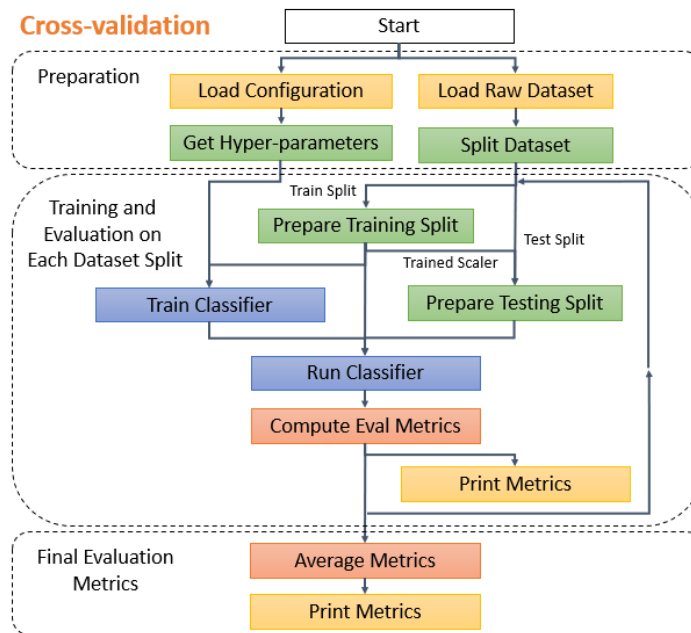 Cross-validation
Start
Preparation
Load Configuration
Load Raw Dataset
Get Hyper-parameters
Split Dataset
Train Split
Training and
Evaluation on
Each Dataset Split
Prepare Training Split
Test Split
Trained Scaler
Train Classifier
Prepare Testing Split
Run Classifier
Compute Eval Metrics
Print Metrics
Final Evaluation
Metrics
Average Metrics
Print Metrics